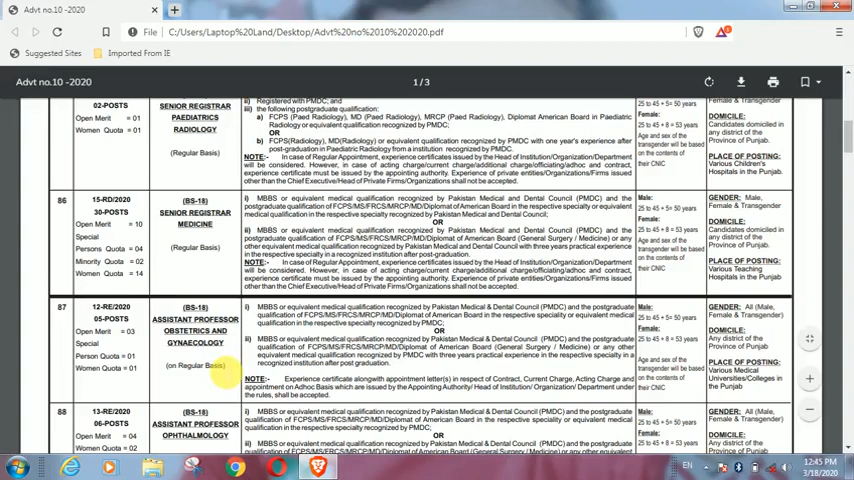 Advt no.10 -2020
File
C:/Users/Laptop%20Land/Desktop/Advt%20no%2010%202020.pdf
Suggested Sites
Imported From IE
Advt no.10 -2020
1/3
02-POSTS
Open Merit = 01
Women Quota = 01
SENIOR REGISTRAR
PAEDIATRICS
RADIOLOGY
(Regular Basis)
ii) Registered with PMDC; and
iii) the following postgraduate qualification:
a) FCPS (Paed Radiology), MD (Paed Radiology), MRCP (Paed Radiology), Diplomat American Board in Paediatric
Radiology or equivalent qualification recognized by PMDC;
OR
b) FCPS(Radiology), MD(Radiology) or equivalent qualification recognized by PMDC with one year's experience after
post-graduation in Paediatric Radiology from a institution recognized by PMDC.
NOTE:- In case of Regular Appointment, experience certificates issued by the Head of Institution/Organization/Department
will be considered. However, in case of acting charge/current charge/additional charge/officiating/adhoc and contract,
experience certificate must be issued by the appointing authority. Experience of private entities/Organizations/Firms issued
other than the Chief Executive/Head of Private Firms/Organizations shall not be accepted.
25 to 45 + 5= 50 years
Female:
25 to 45 + 8 = 53 years
Age and sex of the
transgender will be based
on the contents of
their CNIC
Female & Transgender
DOMICILE:
Candidates domiciled in
any district of the
Province of Punjab.
PLACE OF POSTING:
Various Children's
Hospitals in the Punjab
86
15-RD/2020
30-POSTS
Open Merit = 10
Special
Persons Quota = 04
Minority Quota = 02
Women Quota = 14
(BS-18)
SENIOR REGISTRAR
MEDICINE
(Regular Basis)
i) MBBS or equivalent medical qualification recognized by Pakistan Medical and Dental Council (PMDC) and the
postgraduate qualification of FCPS/MS/FRCS/MRCP/MD/Diplomat of American Board in the respective specialty or equivalent
medical qualification in the respective specialty recognized by Pakistan Medical and Dental Council;
OR
ii) MBBS or equivalent medical qualification recognized by Pakistan Medical and Dental Council (PMDC) and the
postgraduate qualification of FCPS/MS/FRCS/MRCP/MD/Diplomat of American Board (General Surgery / Medicine) or any
other equivalent qualification recognized by Pakistan Medical and Dental Council with three years practical experience
in the respective specialty in a recognized institution after post-graduation.
NOTE:- In case of Regular Appointment, experience certificates issued by the Head of Institution/Organization/Department
will be considered. However, in case of acting charge/current charge/additional charge/officiating/adhoc and contract,
experience certificate must be issued by the appointing authority. Experience of private entities/Organizations/Firms issued
other than the Chief Executive/Head of Private Firms/Organizations shall not be accepted.
Male:
25 to 45 + 5= 50 years
Female:
25 to 45 + 8 = 53 years
Age and sex of the
transgender will be based
on the contents of
their CNIC
GENDER: Male,
Female & Transgender
DOMICILE:
Candidates domiciled in
any district of the
Province of Punjab.
PLACE OF POSTING:
Various Teaching
Hospitals in the Punjab
87
12-RE/2020
05-POSTS
Open Merit = 03
Special
Person Quota = 01
Women Quota = 01
(BS-18)
ASSISTANT PROFESSOR
OBSTETRICS AND
GYNAECOLOGY
(on Regular Basis)
i) MBBS or equivalent medical qualification recognized by Pakistan Medical & Dental Council (PMDC) and the postgraduate
qualification of FCPS/MS/FRCS/MRCP/MD/Diplomat of American Board in the respective specialty or equivalent medical
qualification in the respective specialty recognized by PMDC;
OR
ii) MBBS or equivalent medical qualification recognized by Pakistan Medical & Dental Council (PMDC) and the postgraduate
qualification of FCPS/MS/FRCS/MRCP/MD/Diplomat of American Board (General Surgery / Medicine) or any other
equivalent medical qualification recognized by PMDC with three years practical experience in the respective specialty in a
recognized institution after post graduation.
NOTE:- Experience certificate alongwith appointment letter(s) in respect of Contract, Current Charge, Acting Charge and
appointment on Adhoc Basis which are issued by the Appointing Authority/ Head of Institution/ Organization/ Department under
the rules, shall be accepted.
Male:
25 to 45 + 5= 50 years
Female:
25 to 45 + 8 = 53 years
Age and sex of the
transgender will be based
on the contents of
their CNIC
GENDER: All (Male,
Female & Transgender)
DOMICILE:
Any district of the
Province of Punjab
PLACE OF POSTING:
Various Medical
Universities/Colleges in
the Punjab
88
13-RE/2020
06-POSTS
Open Merit = 04
Women Quota = 02
(BS-18)
ASSISTANT PROFESSOR
OPHTHALMOLOGY
i) MBBS or equivalent medical qualification recognized by Pakistan Medical & Dental Council (PMDC) and the postgraduate
qualification of FCPS/MS/FRCS/MRCP/MD/Diplomat of American Board in the respective specialty or equivalent medical
qualification in the respective specialty recognized by PMDC;
OR
ii) MBBS or equivalent medical qualification recognized by Pakistan Medical & Dental Council (PMDC) and the postgraduate
qualification of FCPS/MS/FRCS/MRCP/MD/Diplomat of American Board (General Surgery / Medicine) or any other
Male:
25 to 45 + 5= 50 years
Female:
25 to 45 + 8 = 53 years
GENDER: All (Male,
Female & Transgender)
DOMICILE:
Any district of the
Province of Punjab
EN
12:45 PM
3/18/2020